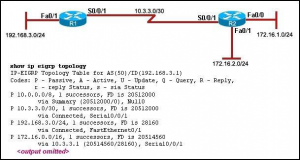 10.3.3.0/30
Fa0/1
S0/0/1
S0/0/1
Fa0/0
R1
R2
192.168.3.0/24
172.16.1.0/24
Fa0/1
172.16.2.0/24
show ip eigrp topology
IP-EIGRP Topology Table for AS(50)/ID(192.168.3.1)
Codes: P - Passive, A - Active, U - Update, Q - Query, R - Reply,
r - reply Status, s - sia Status
P 10.0.0.0/8, 1 successors, FD is 20512000
via Summary (20512000/0), Null0
P 10.3.3.0/30, 1 successors, FD is 20512000
via Connected, Serial0/0/1
P 192.168.3.0/24, 1 successors, FD is 28160
via Connected, FastEthernet0/1
P 172.16.0.0/16, 1 successors, FD is 20514560
via 10.3.3.1 (20514560/28160), Serial0/0/1
<output omitted>